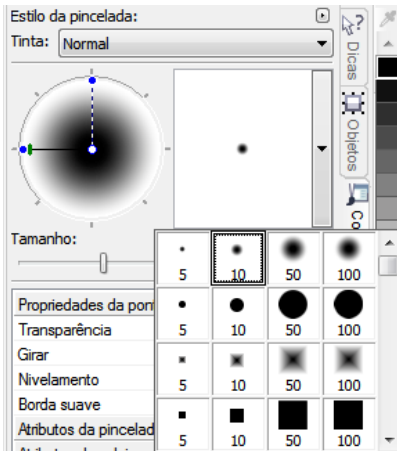 Estilo da pincelada:
Tinta: Normal
Dicas
Objetos
Tamanho:
5 10 50 100
5 10 50 100
5 10 50 100
5 10 50 100
Propriedades da pon
Transparência
Girar
Nivelamento
Borda suave
Atributos da pincelad